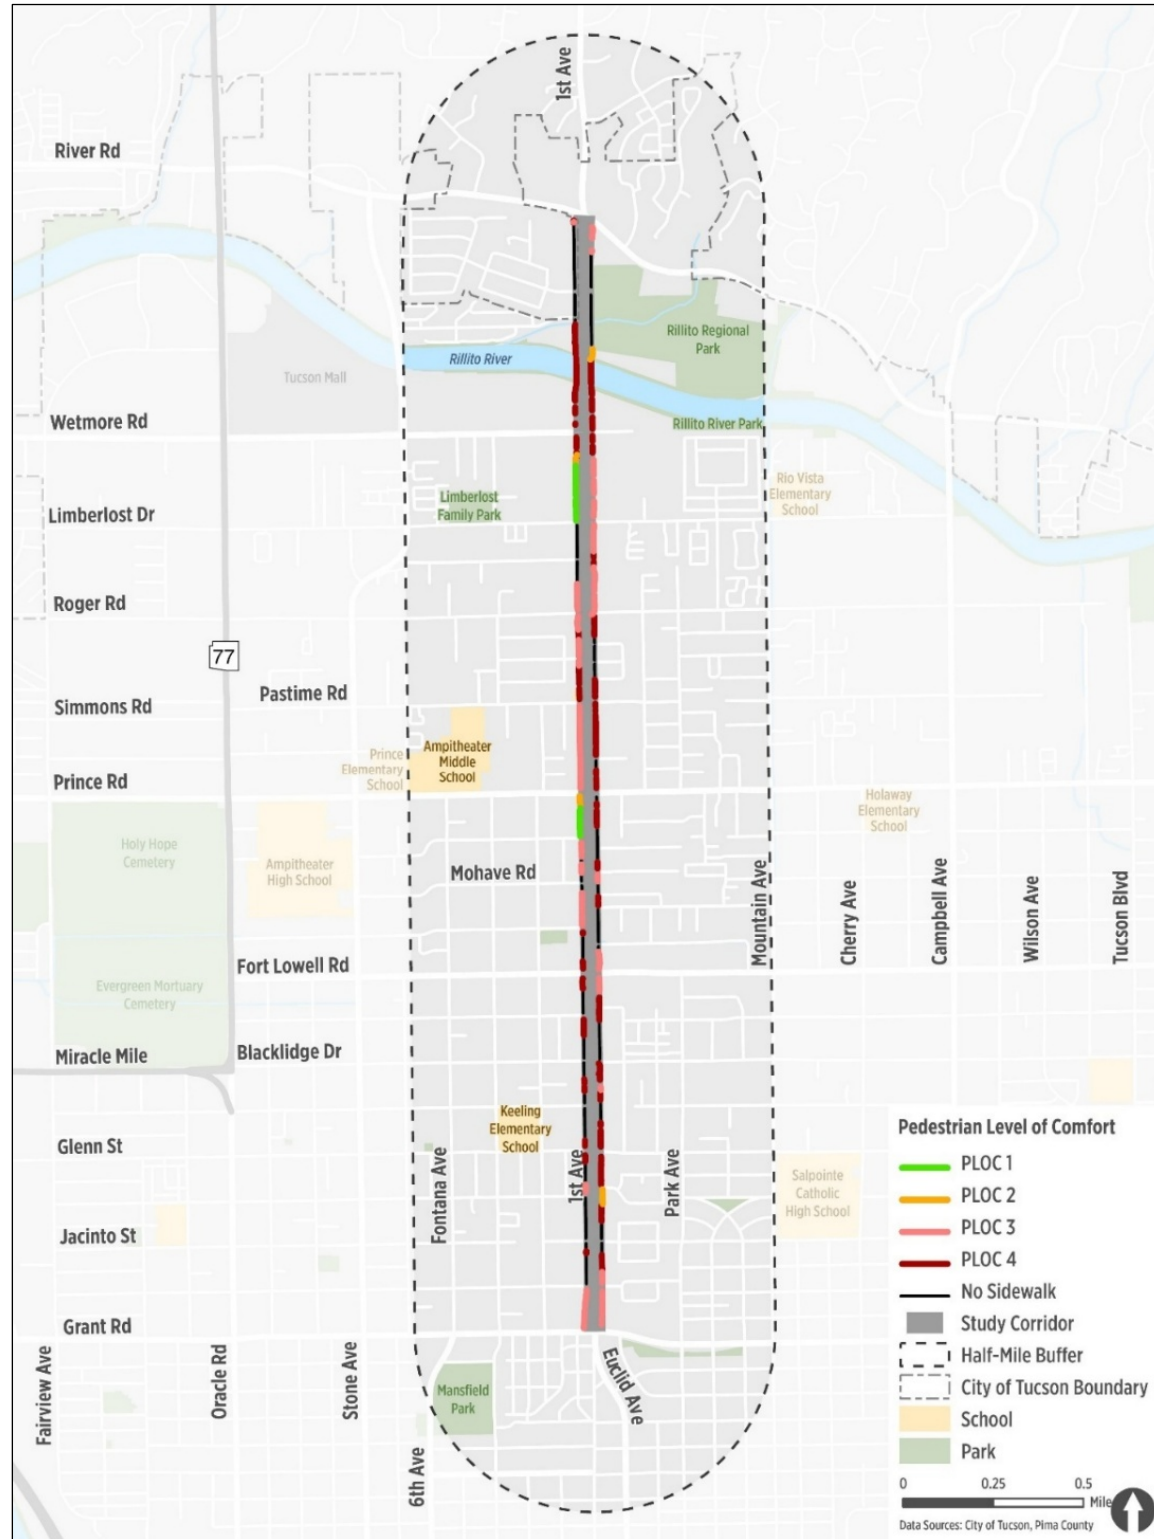 1st Ave
River Rd
Rillito Regional
Park
Rillito River
Tucson Mall
Wetmore Rd
Rillito River Park
Limberlost
Family Park
Rio Vista
Elementary
School
Limberlost Dr
Roger Rd
77
Pastime Rd
Simmons Rd
Prince
Elementary
School
Ampitheater
Middle
School
Prince Rd
Holaway
Elementary
School
Holy Hope
Cemetery
Ampitheater
High School
Mohave Rd
Mountain Ave
Cherry Ave
Campbell Ave
Wilson Ave
Tucson Blvd
Fort Lowell Rd
Evergreen Mortuary
Cemetery
Miracle Mile
Blacklidge Dr
Keeling
Elementary
School
Glenn St
Fontana Ave
1st Ave
Park Ave
Salpointe
Catholic
High School
Jacinto St
Grant Rd
Fairview Ave
Oracle Rd
Stone Ave
Euclid Ave
Mansfield
Park
6th Ave
Pedestrian Level of Comfort
PLOC 1
PLOC 2
PLOC 3
PLOC 4
No Sidewalk
Study Corridor
Half-Mile Buffer
City of Tucson Boundary
School
Park
0 0.25 0.5
Mile
Data Sources: City of Tucson, Pima County